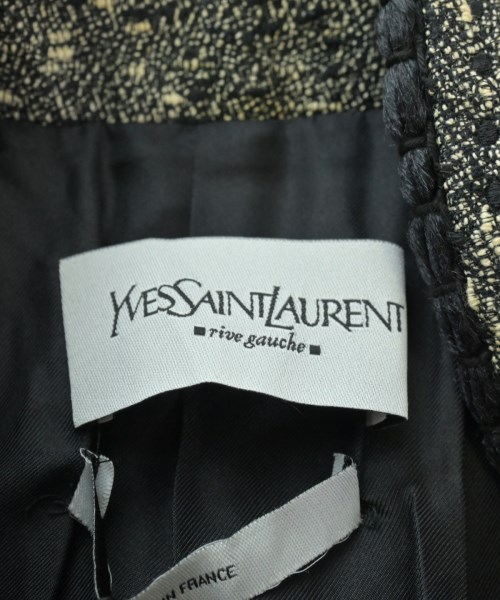 YVESSAINTLAURENT
rive gauche
IN FRANCE